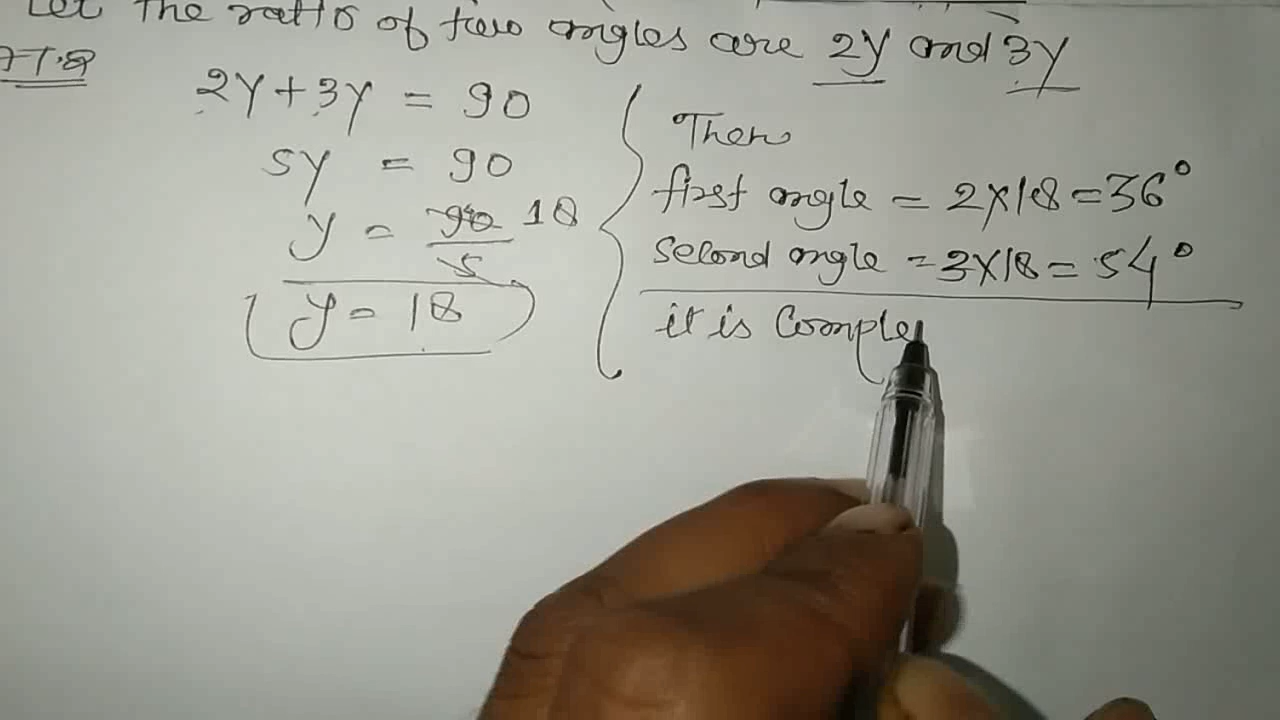 Let The ratio of two angles are 2y and 3y
ATQ
2y + 3y = 90
5y = 90
y = 90/5 18
y = 18
Then
first angle = 2×18 = 36°
second angle = 3×18 = 54°
it is Comple